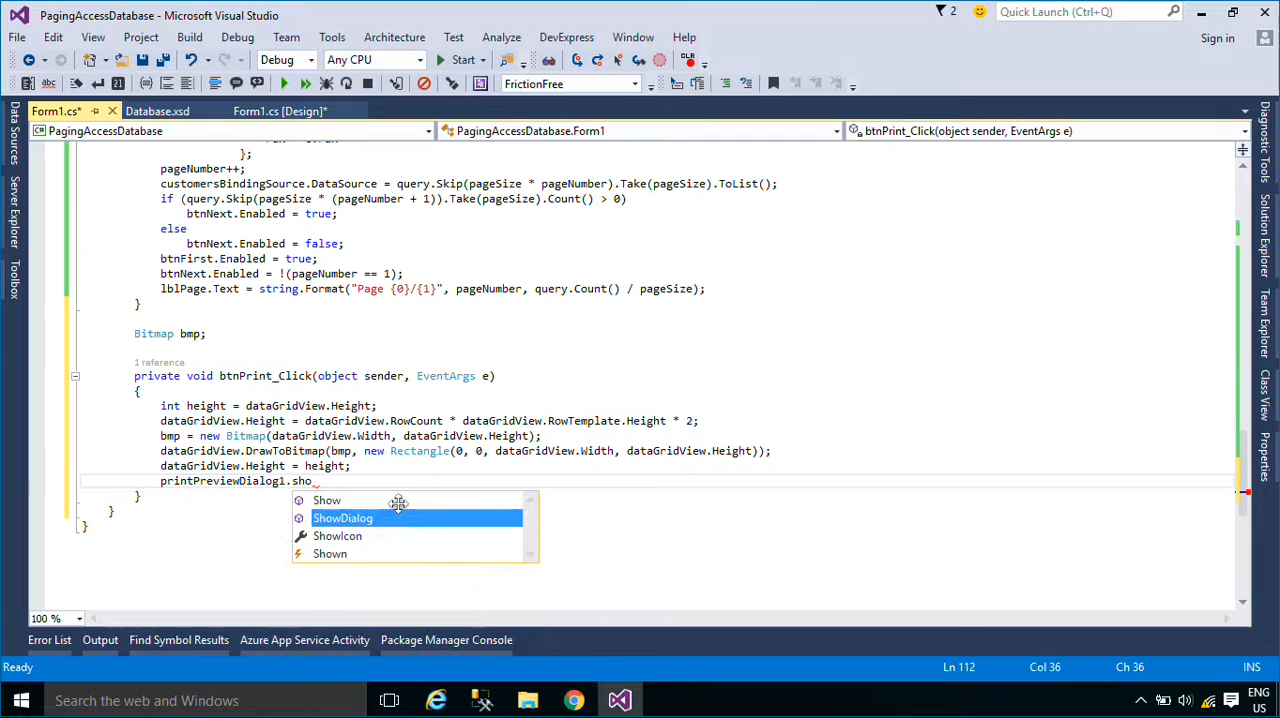 PagingAccessDatabase - Microsoft Visual Studio
2
Quick Launch (Ctrl+Q)
File Edit View Project Build Debug Team Tools Architecture Test Analyze DevExpress Window Help
Sign in
Debug Any CPU Start CLR
FrictionFree
Form1.cs* Database.xsd Form1.cs [Design]*
PagingAccessDatabase PagingAccessDatabase.Form1 btnPrint_Click(object sender, EventArgs e)
};
pageNumber++;
customersBindingSource.DataSource = query.Skip(pageSize * pageNumber).Take(pageSize).ToList();
if (query.Skip(pageSize * (pageNumber + 1)).Take(pageSize).Count() > 0)
btnNext.Enabled = true;
else
btnNext.Enabled = false;
btnFirst.Enabled = true;
btnNext.Enabled = !(pageNumber == 1);
lblPage.Text = string.Format("Page {0}/{1}", pageNumber, query.Count() / pageSize);
}
Bitmap bmp;
1 reference
private void btnPrint_Click(object sender, EventArgs e)
{
int height = dataGridView.Height;
dataGridView.Height = dataGridView.RowCount * dataGridView.RowTemplate.Height * 2;
bmp = new Bitmap(dataGridView.Width, dataGridView.Height);
dataGridView.DrawToBitmap(bmp, new Rectangle(0, 0, dataGridView.Width, dataGridView.Height));
dataGridView.Height = height;
printPreviewDialog1.sho
}
}
}
Show
ShowDialog
ShowIcon
Shown
Data Sources
Server Explorer
Toolbox
Diagnostic Tools
Solution Explorer
Team Explorer
Class View
Properties
100 %
Error List Output Find Symbol Results Azure App Service Activity Package Manager Console
Ready Ln 112 Col 36 Ch 36 INS
Search the web and Windows
ENG
US